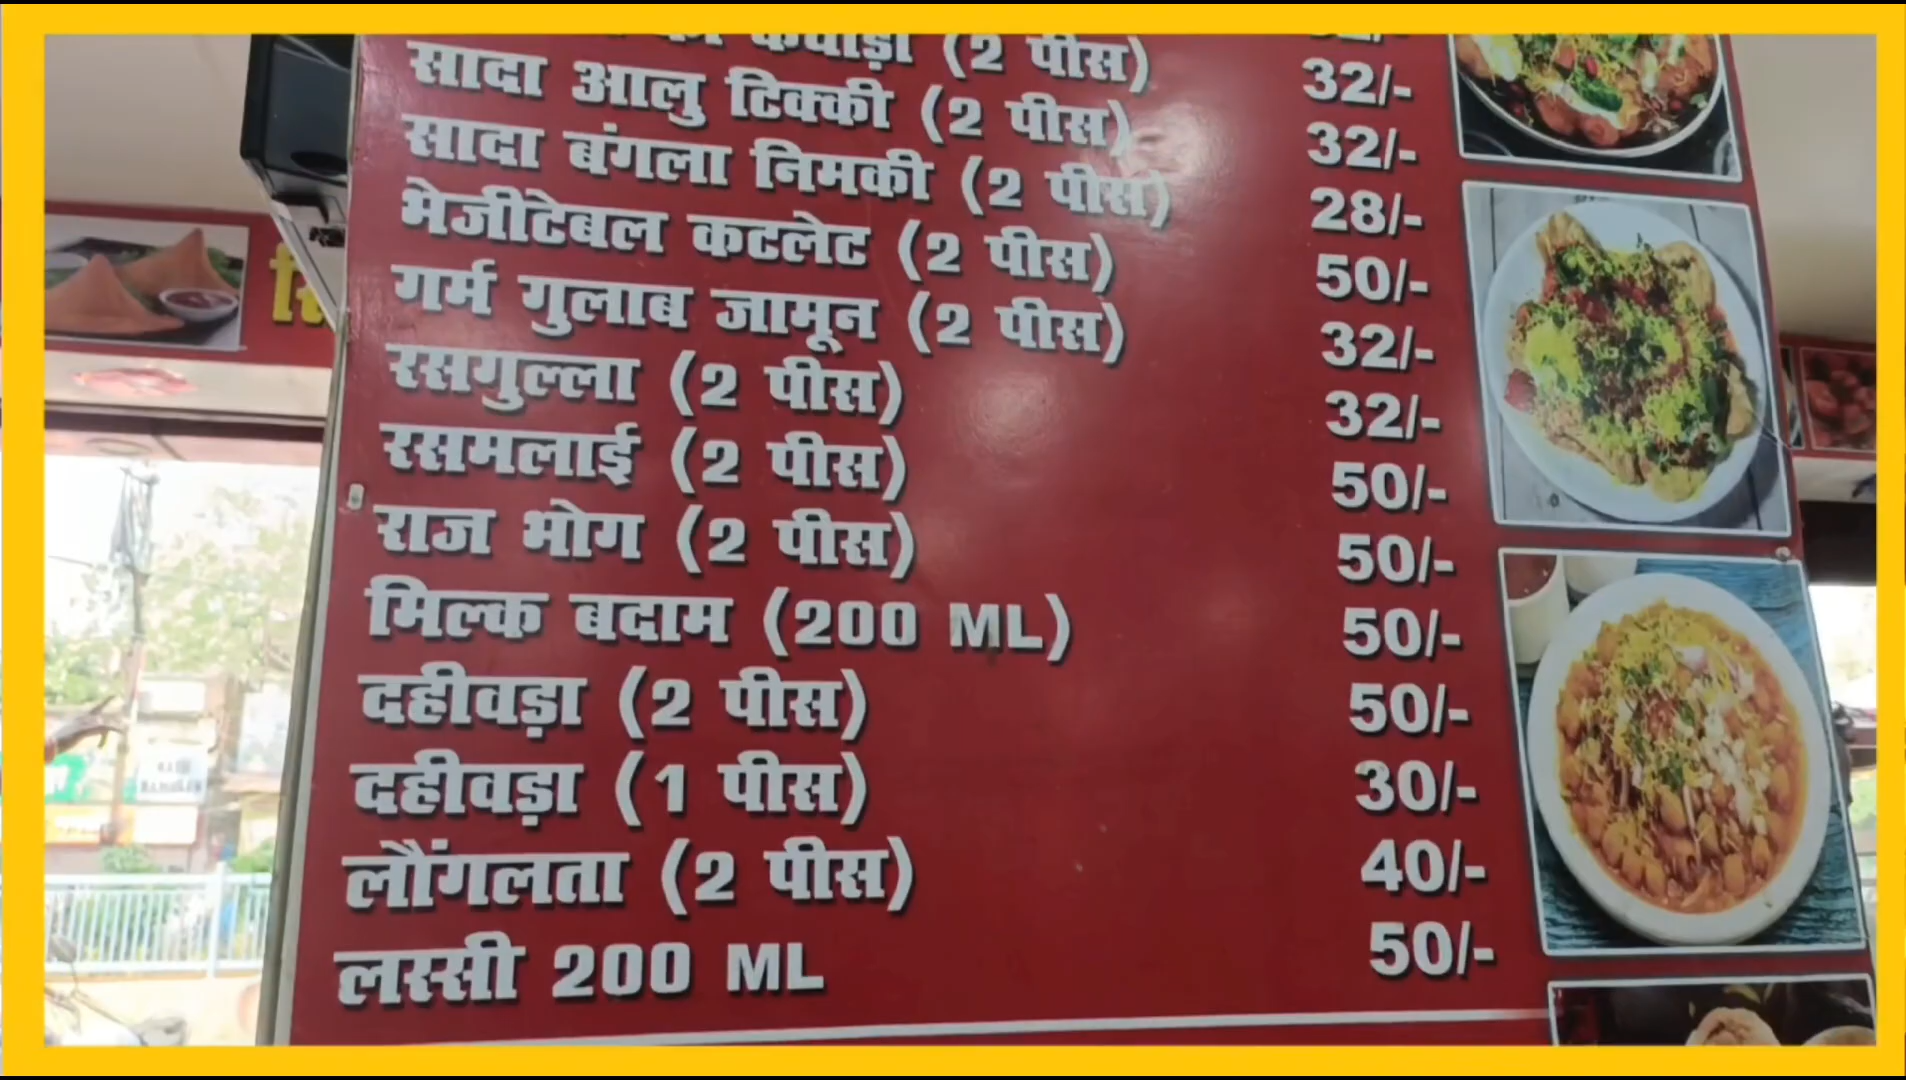 (2 पीस) 32/-
सादा आलु टिक्की (2 पीस) 32/-
सादा बंगला निमकी (2 पीस) 28/-
भेजीटेबल कटलेट (2 पीस) 50/-
गर्म गुलाब जामून (2 पीस) 32/-
रसगुल्ला (2 पीस) 32/-
रसमलाई (2 पीस) 50/-
राज भोग (2 पीस) 50/-
मिल्क बदाम (200 ML) 50/-
दहीवड़ा (2 पीस) 50/-
दहीवड़ा (1 पीस) 30/-
लौंगलता (2 पीस) 40/-
लस्सी 200 ML 50/-